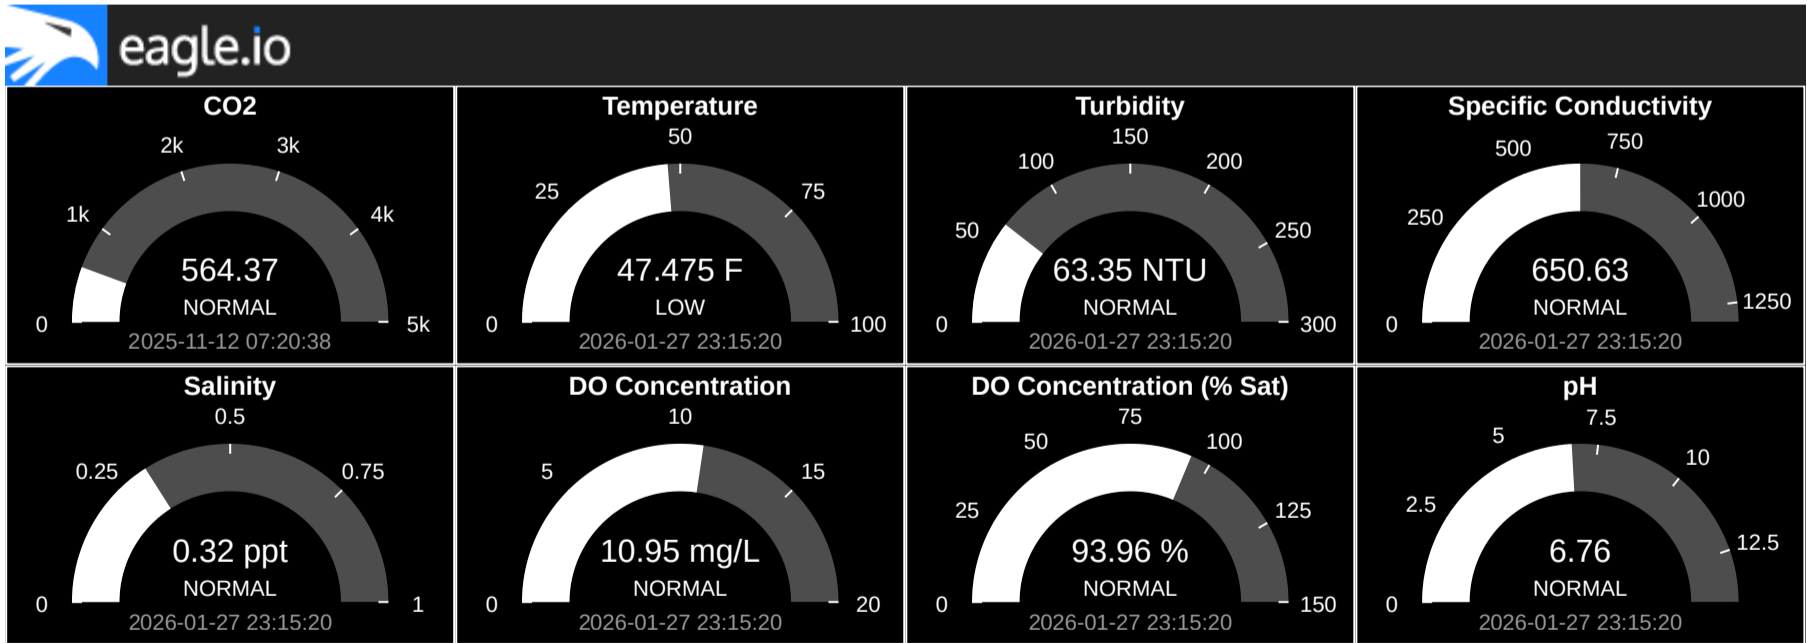 eagle.io
CO2
2k
3k
1k
4k
564.37
NORMAL
0
5k
2025-11-12 07:20:38
Temperature
50
25
75
47.475 F
LOW
0
100
2026-01-27 23:15:20
Turbidity
150
100
200
50
250
63.35 NTU
NORMAL
0
300
2026-01-27 23:15:20
Specific Conductivity
750
500
1000
250
650.63
NORMAL
1250
0
2026-01-27 23:15:20
Salinity
0.5
0.25
0.75
0.32 ppt
NORMAL
0
1
2026-01-27 23:15:20
DO Concentration
10
5
15
10.95 mg/L
NORMAL
0
20
2026-01-27 23:15:20
DO Concentration (% Sat)
75
50
100
25
125
93.96 %
NORMAL
0
150
2026-01-27 23:15:20
pH
7.5
5
10
2.5
12.5
6.76
NORMAL
0
2026-01-27 23:15:20